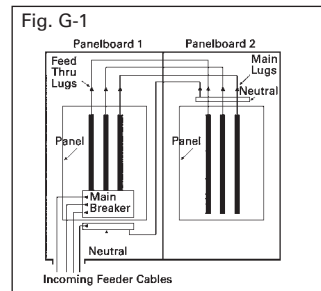 Fig. G-1
Panelboard 1
Panelboard 2
Feed
Thru
Lugs
Main
Lugs
Neutral
Panel
Panel
Main
Breaker
Neutral
Incoming Feeder Cables